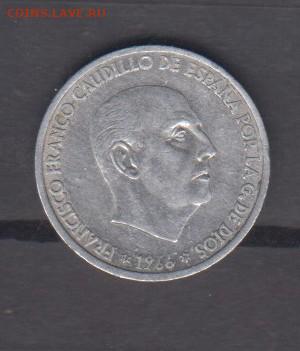 COINS.LAVE.RU
FRANCISCO FRANCO CAUDILLO DE ESPAÑA POR LA G. DE DIOS
*1966*